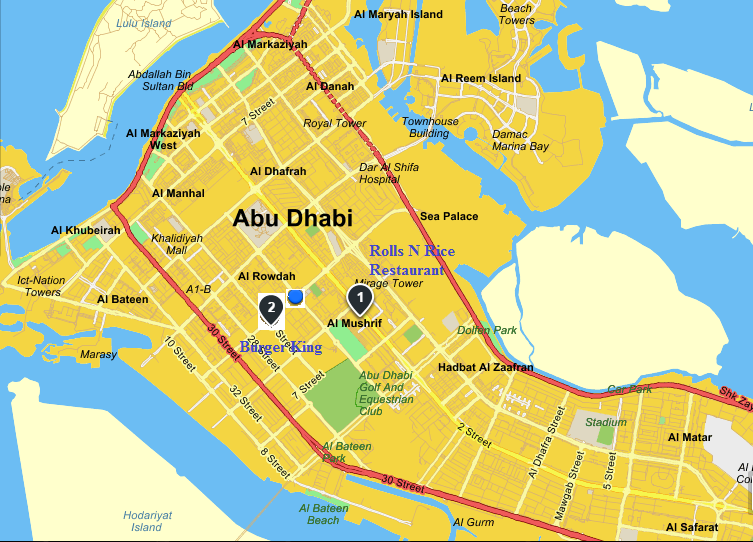 Lulu Island
Al Maryah Island
Beach
Towers
Al Markaziyah
Abdallah Bin
Sultan Bld
Al Danah
Al Reem Island
7 Street
Royal Tower
Townhouse
Building
Damac
Marina Bay
Al Markaziyah
West
Dar Al Shifa
Hospital
Al Dhafrah
Al Manhal
Abu Dhabi
Sea Palace
Al Khubeirah
Khalidiyah
Mall
Rolls N Rice
Restaurant
Ict-Nation
Towers
A1-B
Al Rowdah
Mirage Tower
Al Bateen
2
1
Al Mushrif
Dolfen Park
Burger King
Marasy
10 Street
30 Street
28 Street
Hadbat Al Zaafran
Abu Dhabi
Golf And
Equestrian
Club
7 Street
32 Street
Car Park
Shk Zay
Stadium
Al Matar
2 Street
Al Dhafra Street
Mawgab Street
5 Street
8 Street
Al Bateen
Park
30 Street
Al Bateen
Beach
Hodariyat
Island
Al Gurm
Al Safarat